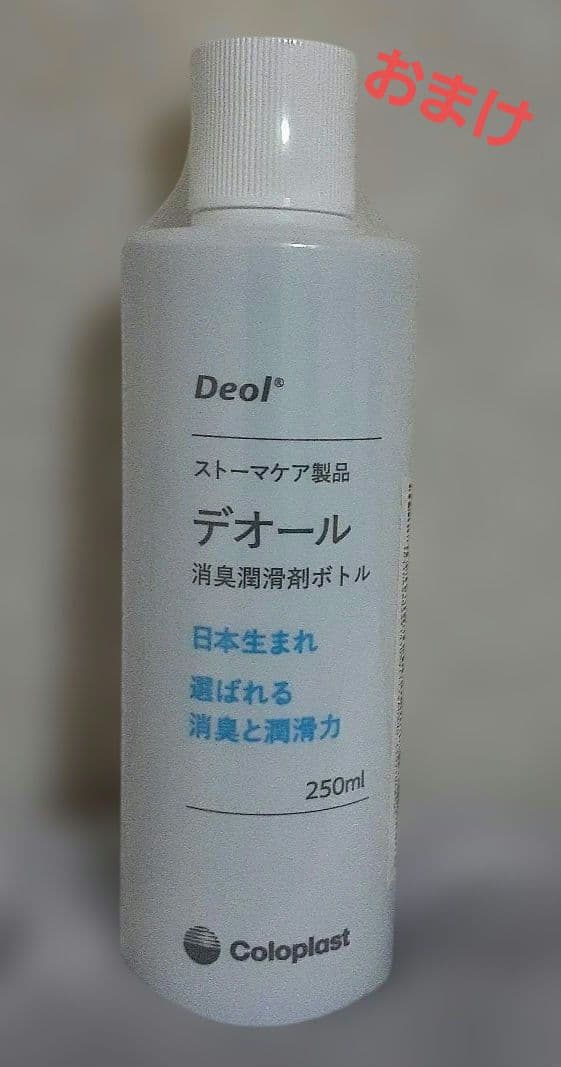 おまけ
Deol®
ストーマケア製品
デオール
消臭潤滑剤ボトル
日本生まれ
選ばれる
消臭と潤滑力
250ml
Coloplast